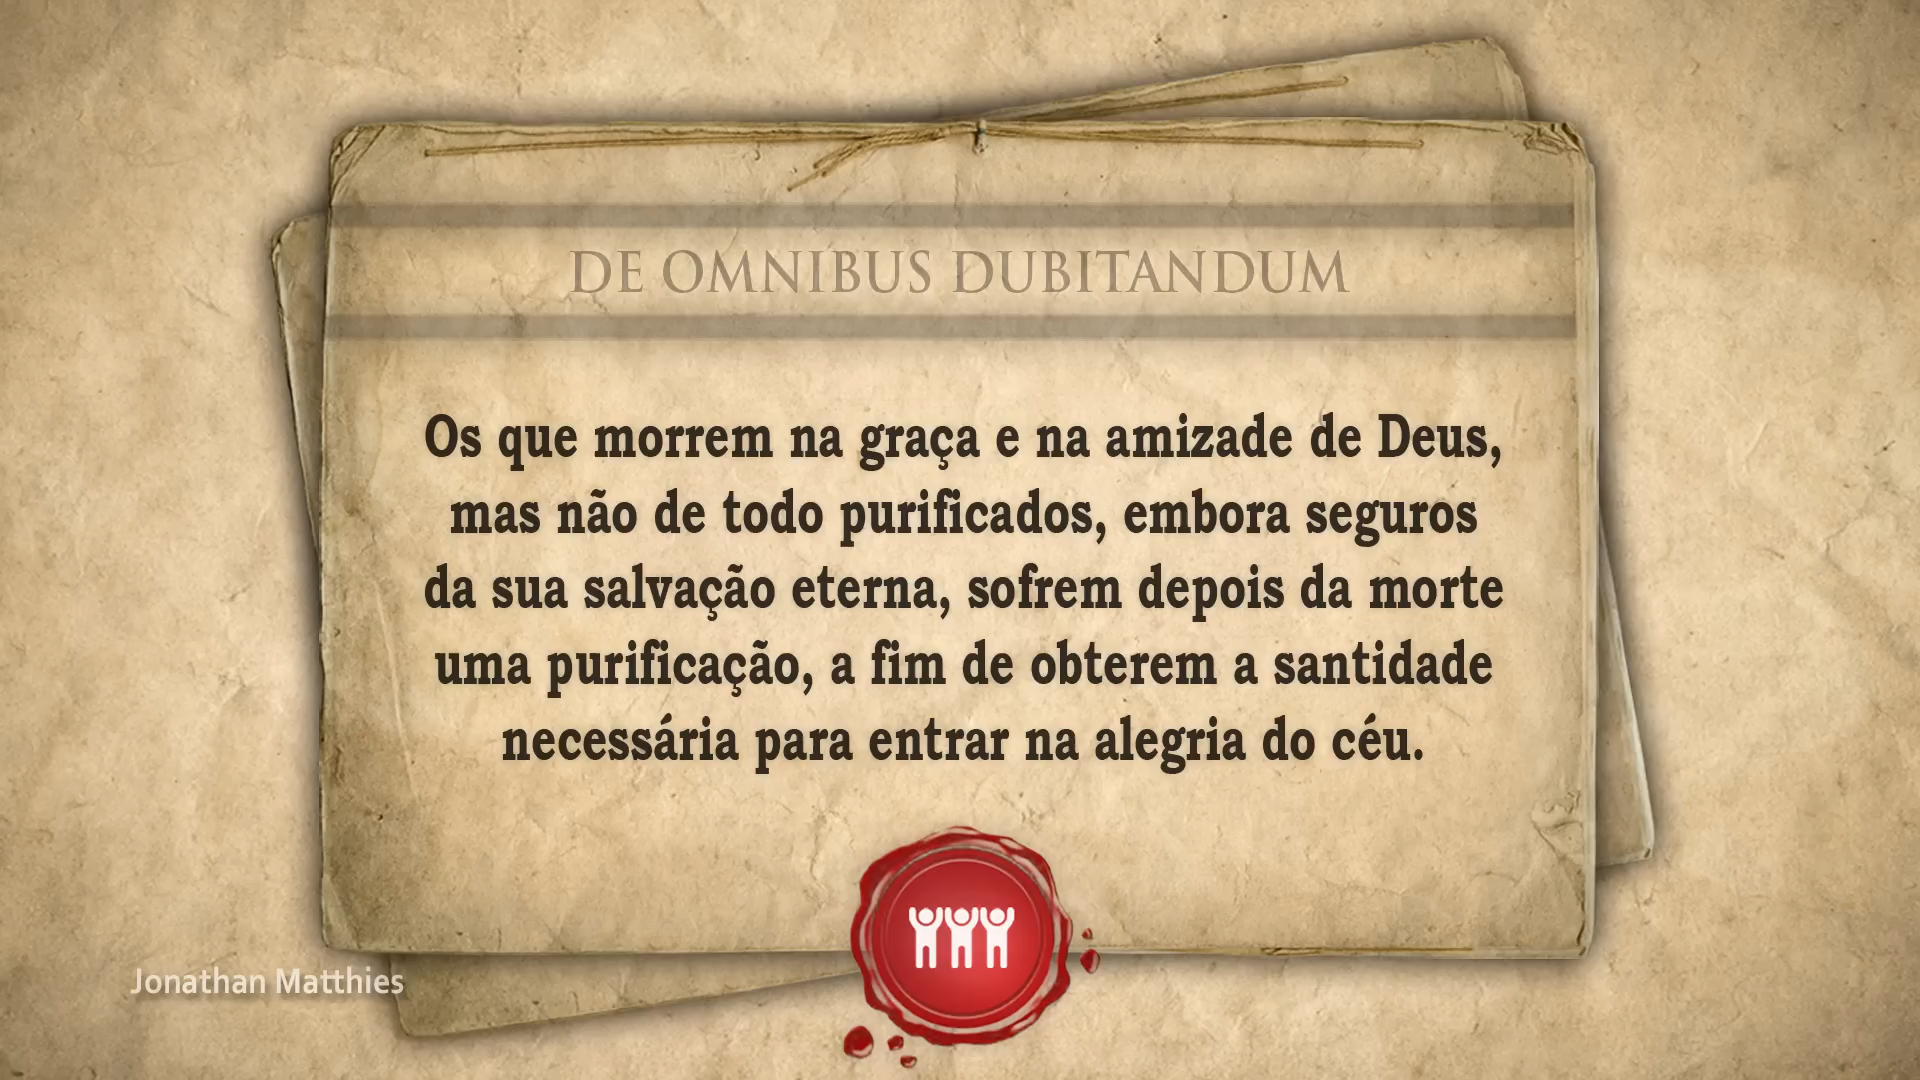 DE OMNIBUS DUBITANDUM
Os que morrem na graça e na amizade de Deus,
mas não de todo purificados, embora seguros
da sua salvação eterna, sofrem depois da morte
uma purificação, a fim de obterem a santidade
necessária para entrar na alegria do céu.
Jonathan Matthies